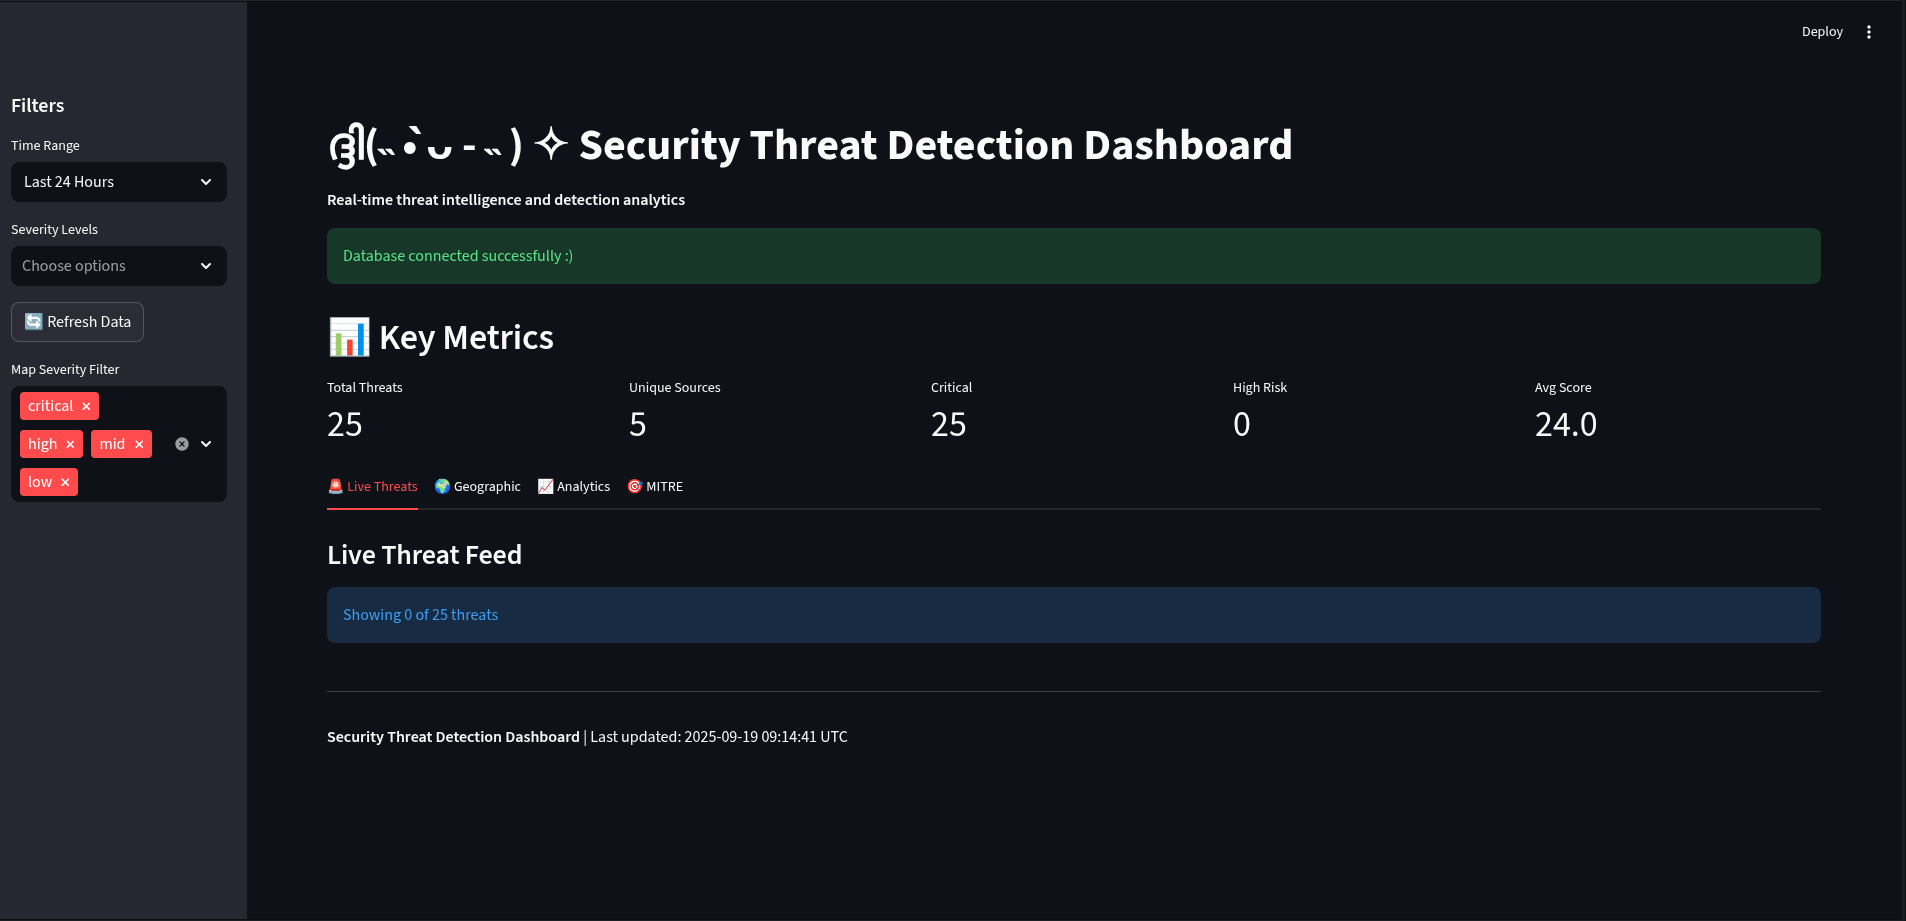 Deploy
Filters
Time Range
Last 24 Hours
Severity Levels
Choose options
🔄 Refresh Data
Map Severity Filter
critical ×
high × mid ×
low ×
ദ്ദി(˵•̀ᴗ-˵) ✧ Security Threat Detection Dashboard
Real-time threat intelligence and detection analytics
Database connected successfully :)
📊 Key Metrics
Total Threats Unique Sources Critical High Risk Avg Score
25 5 25 0 24.0
🚨 Live Threats 🌍 Geographic 📈 Analytics 🎯 MITRE
Live Threat Feed
Showing 0 of 25 threats
Security Threat Detection Dashboard | Last updated: 2025-09-19 09:14:41 UTC